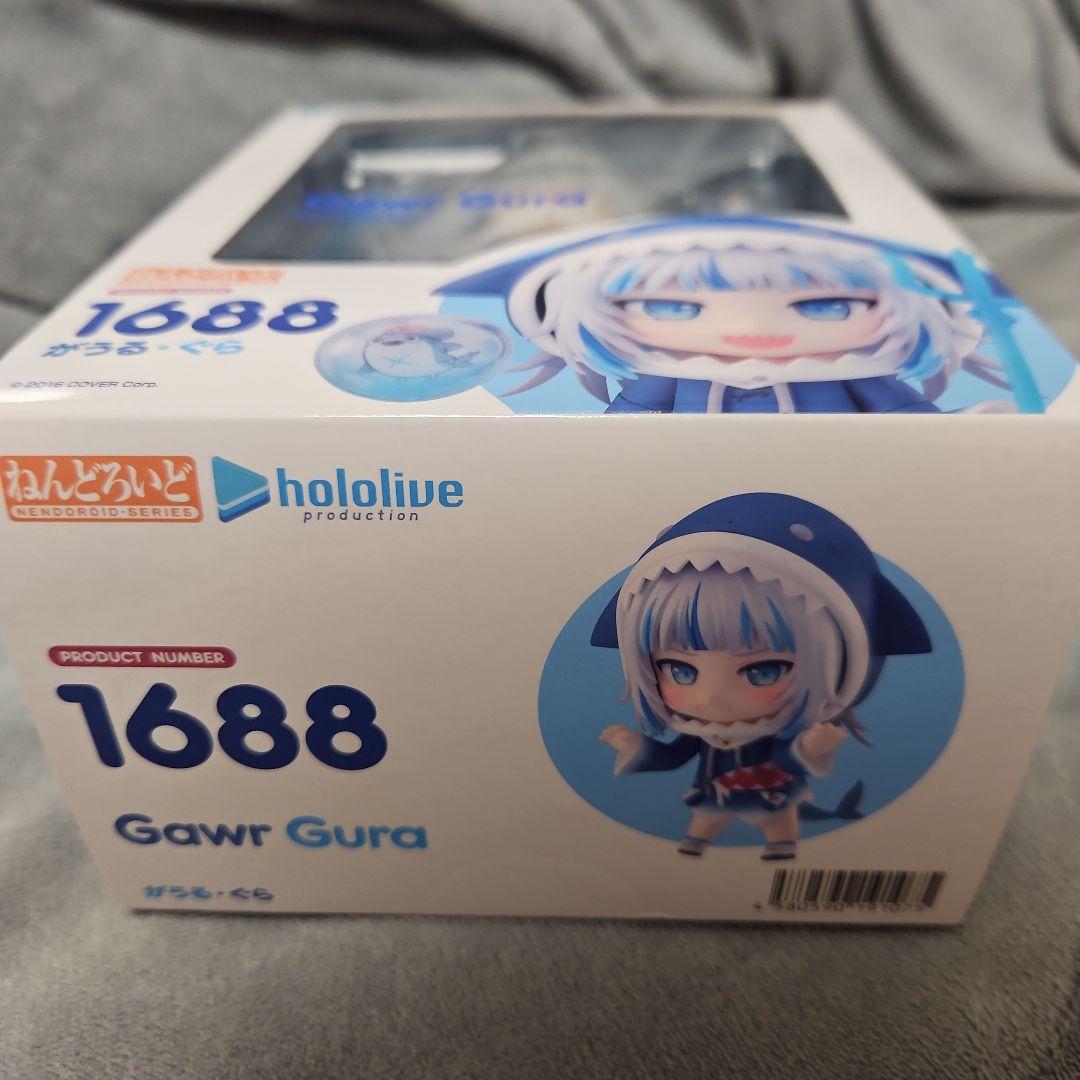 Gawr Gura
1688
がうる・ぐら
© 2016 COVER Corp.
ねんどろいど
NENDOROID-SERIES
hololive
production
PRODUCT NUMBER
1688
Gawr Gura
がうる・ぐら